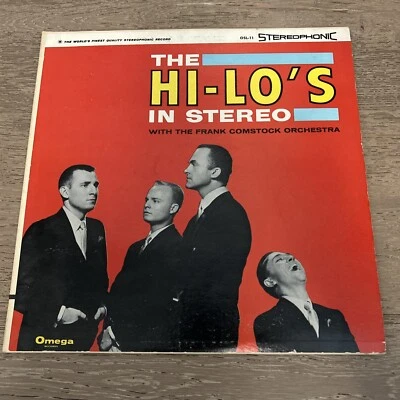 THE WORLD'S FINEST QUALITY STEREOPHONIC RECORD
OSL-11 STEREOPHONIC
THE
HI-LO'S
IN STEREO
WITH THE FRANK COMSTOCK ORCHESTRA
Omega